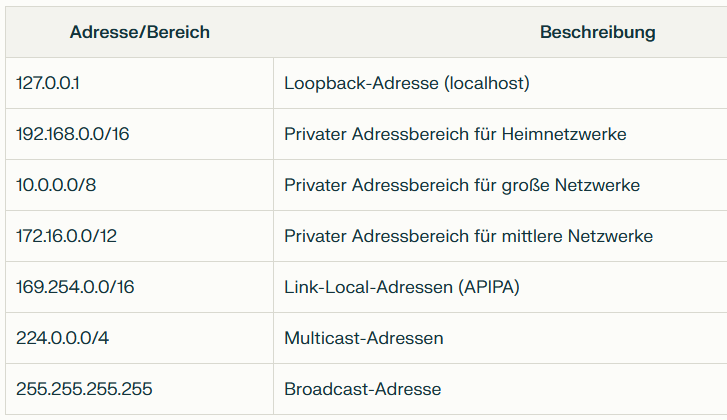 Adresse/Bereich Beschreibung
127.0.0.1 Loopback-Adresse (localhost)
192.168.0.0/16 Privater Adressbereich für Heimnetzwerke
10.0.0.0/8 Privater Adressbereich für große Netzwerke
172.16.0.0/12 Privater Adressbereich für mittlere Netzwerke
169.254.0.0/16 Link-Local-Adressen (APIPA)
224.0.0.0/4 Multicast-Adressen
255.255.255.255 Broadcast-Adresse